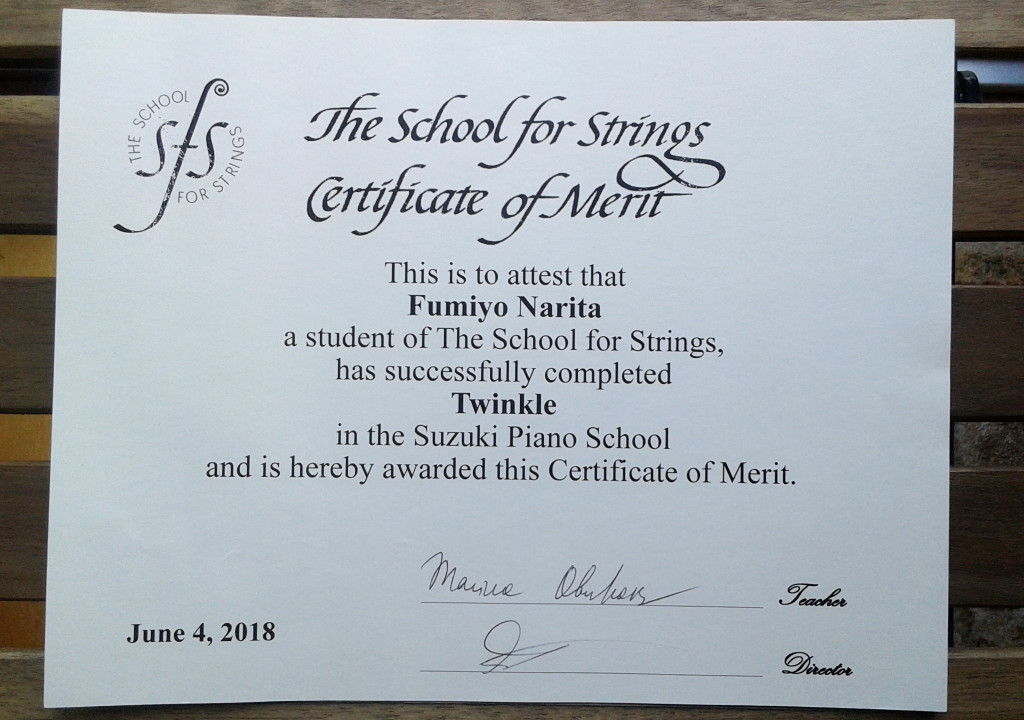 THE SCHOOL
sfs
FOR STRINGS
The School for Strings
Certificate of Merit
This is to attest that
Fumiyo Narita
a student of The School for Strings,
has successfully completed
Twinkle
in the Suzuki Piano School
and is hereby awarded this Certificate of Merit.
Teacher
June 4, 2018
Director